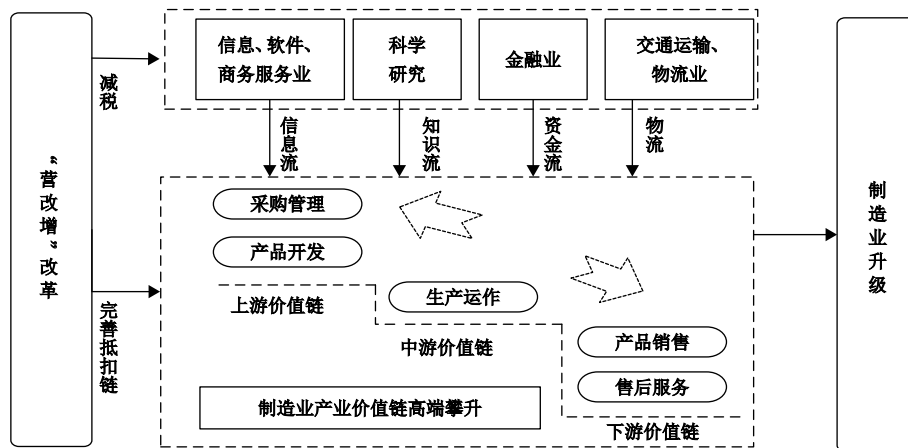 “营改增”改革
减税
完善抵扣链
信息、软件、
商务服务业
科学
研究
金融业
交通运输、
物流业
信息流
知识流
资金流
物流
采购管理
产品开发
上游价值链
生产运作
中游价值链
产品销售
售后服务
下游价值链
制造业产业价值链高端攀升
制造业升级